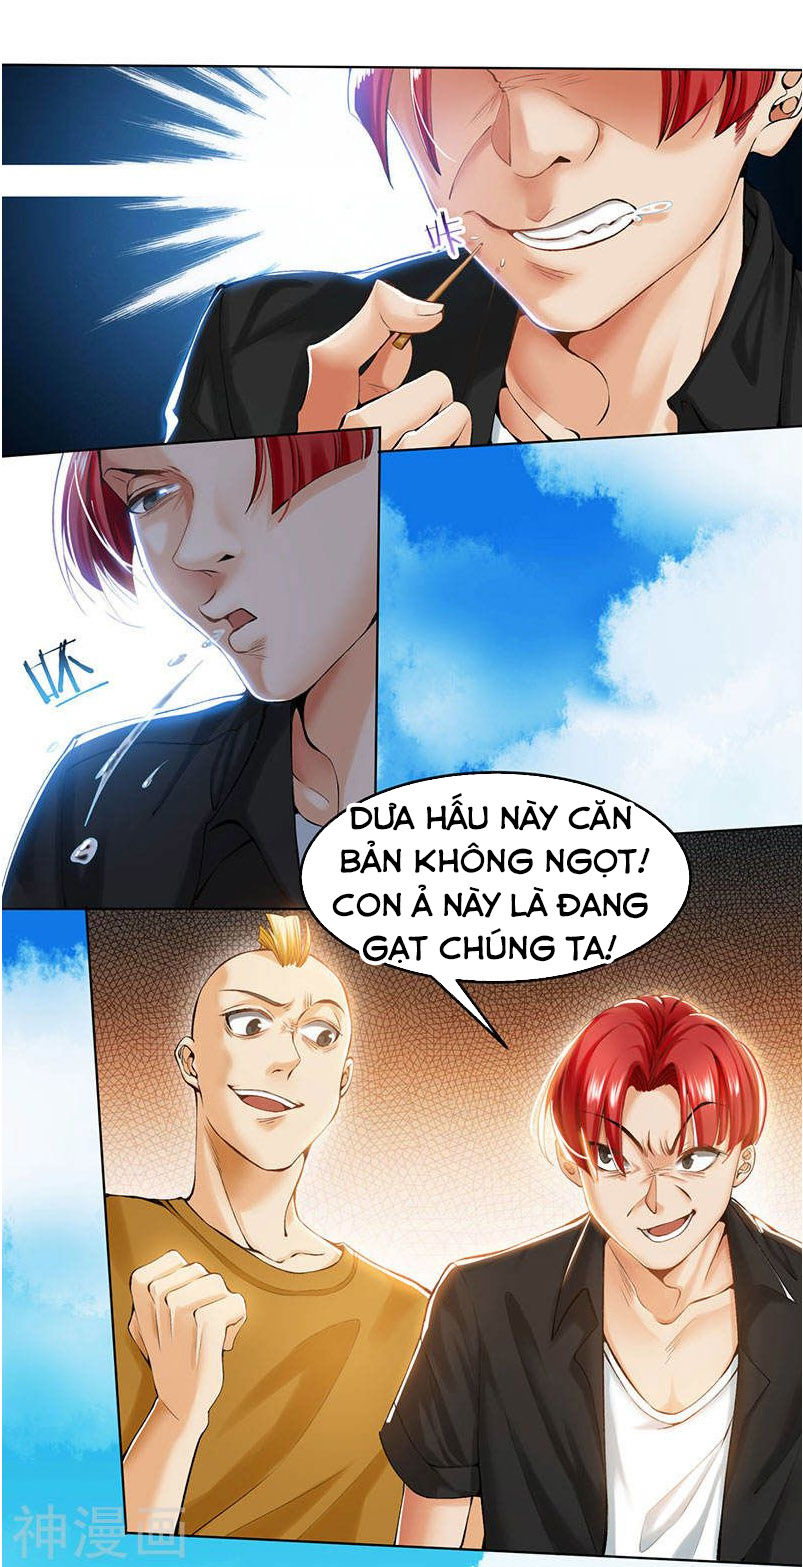 咔
呸
DƯA HẤU NÀY CĂN
BẢN KHÔNG NGỌT!
CON Ả NÀY LÀ ĐANG
GẠT CHÚNG TA!
神漫画